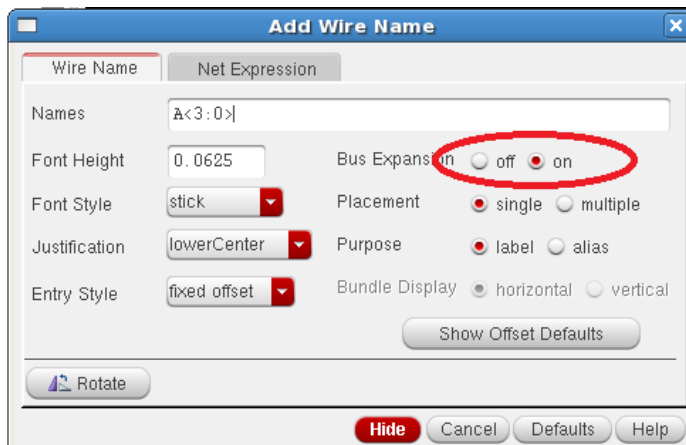 Add Wire Name
Wire Name Net Expression
Names A<3:0>
Font Height 0.0625 Bus Expansion off on
Font Style stick Placement single multiple
Justification lowerCenter Purpose label alias
Entry Style fixed offset Bundle Display horizontal vertical
Show Offset Defaults
Rotate
Hide Cancel Defaults Help